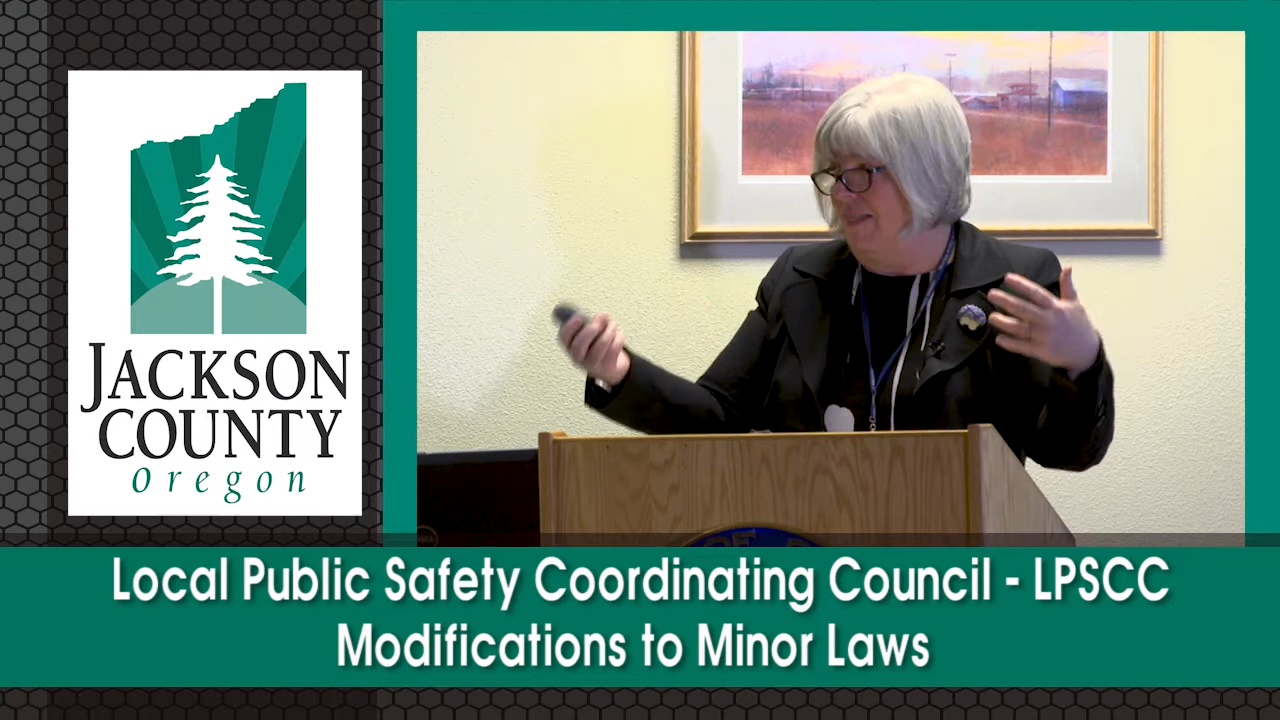 JACKSON
COUNTY
Oregon
Local Public Safety Coordinating Council - LPSCC
Modifications to Minor Laws